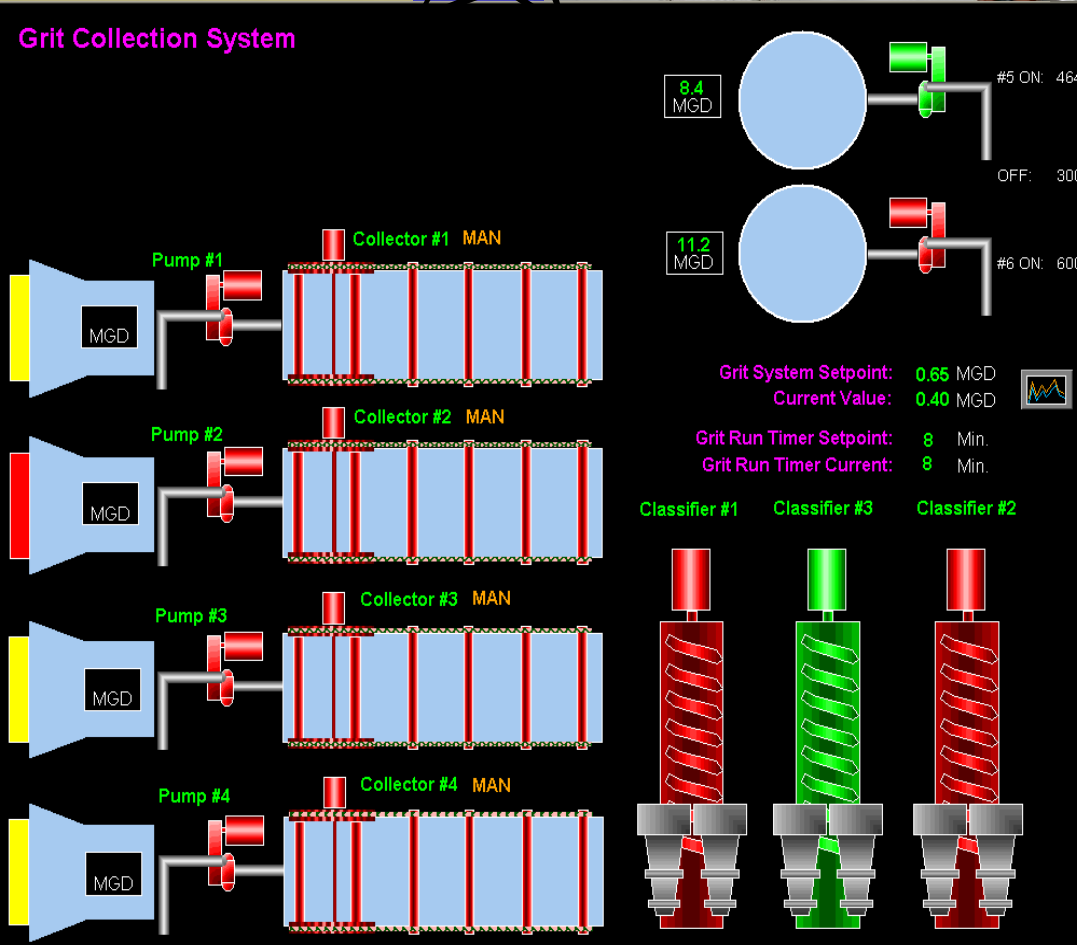 Grit Collection System
8.4
MGD
#5 ON: 464
OFF: 300
11.2
MGD
#6 ON: 600
Collector #1 MAN
Pump #1
MGD
Grit System Setpoint: 0.65 MGD
Current Value: 0.40 MGD
Collector #2 MAN
Pump #2
MGD
Grit Run Timer Setpoint: 8 Min.
Grit Run Timer Current: 8 Min.
Classifier #1 Classifier #3 Classifier #2
Collector #3 MAN
Pump #3
MGD
Collector #4 MAN
Pump #4
MGD